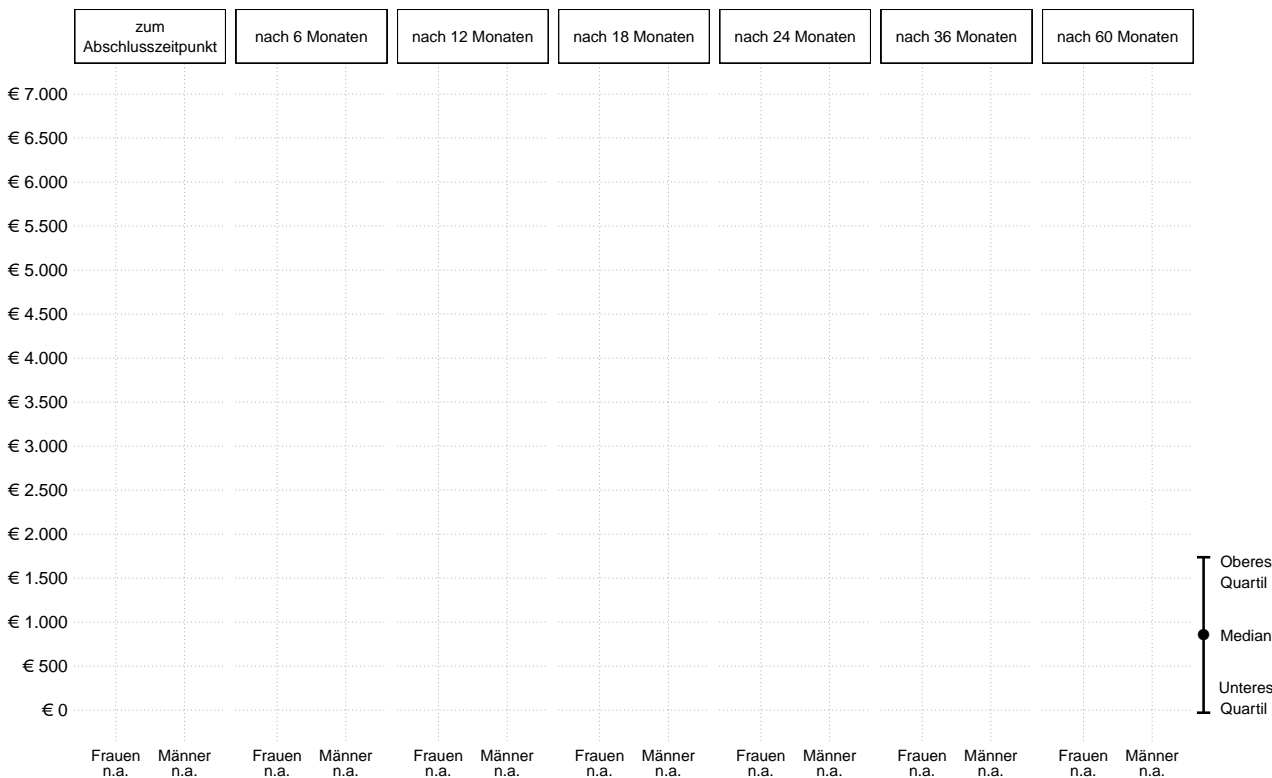 zum
Abschlusszeitpunkt
nach 6 Monaten
nach 12 Monaten
nach 18 Monaten
nach 24 Monaten
nach 36 Monaten
nach 60 Monaten
€ 7.000
€ 6.500
€ 6.000
€ 5.500
€ 5.000
€ 4.500
€ 4.000
€ 3.500
€ 3.000
€ 2.500
€ 2.000
€ 1.500
€ 1.000
€ 500
€ 0
Oberes
Quartil
Median
Unteres
Quartil
Frauen Männer Frauen Männer Frauen Männer Frauen Männer Frauen Männer Frauen Männer Frauen Männer
n.a. n.a. n.a. n.a. n.a. n.a. n.a. n.a. n.a. n.a. n.a. n.a. n.a. n.a.